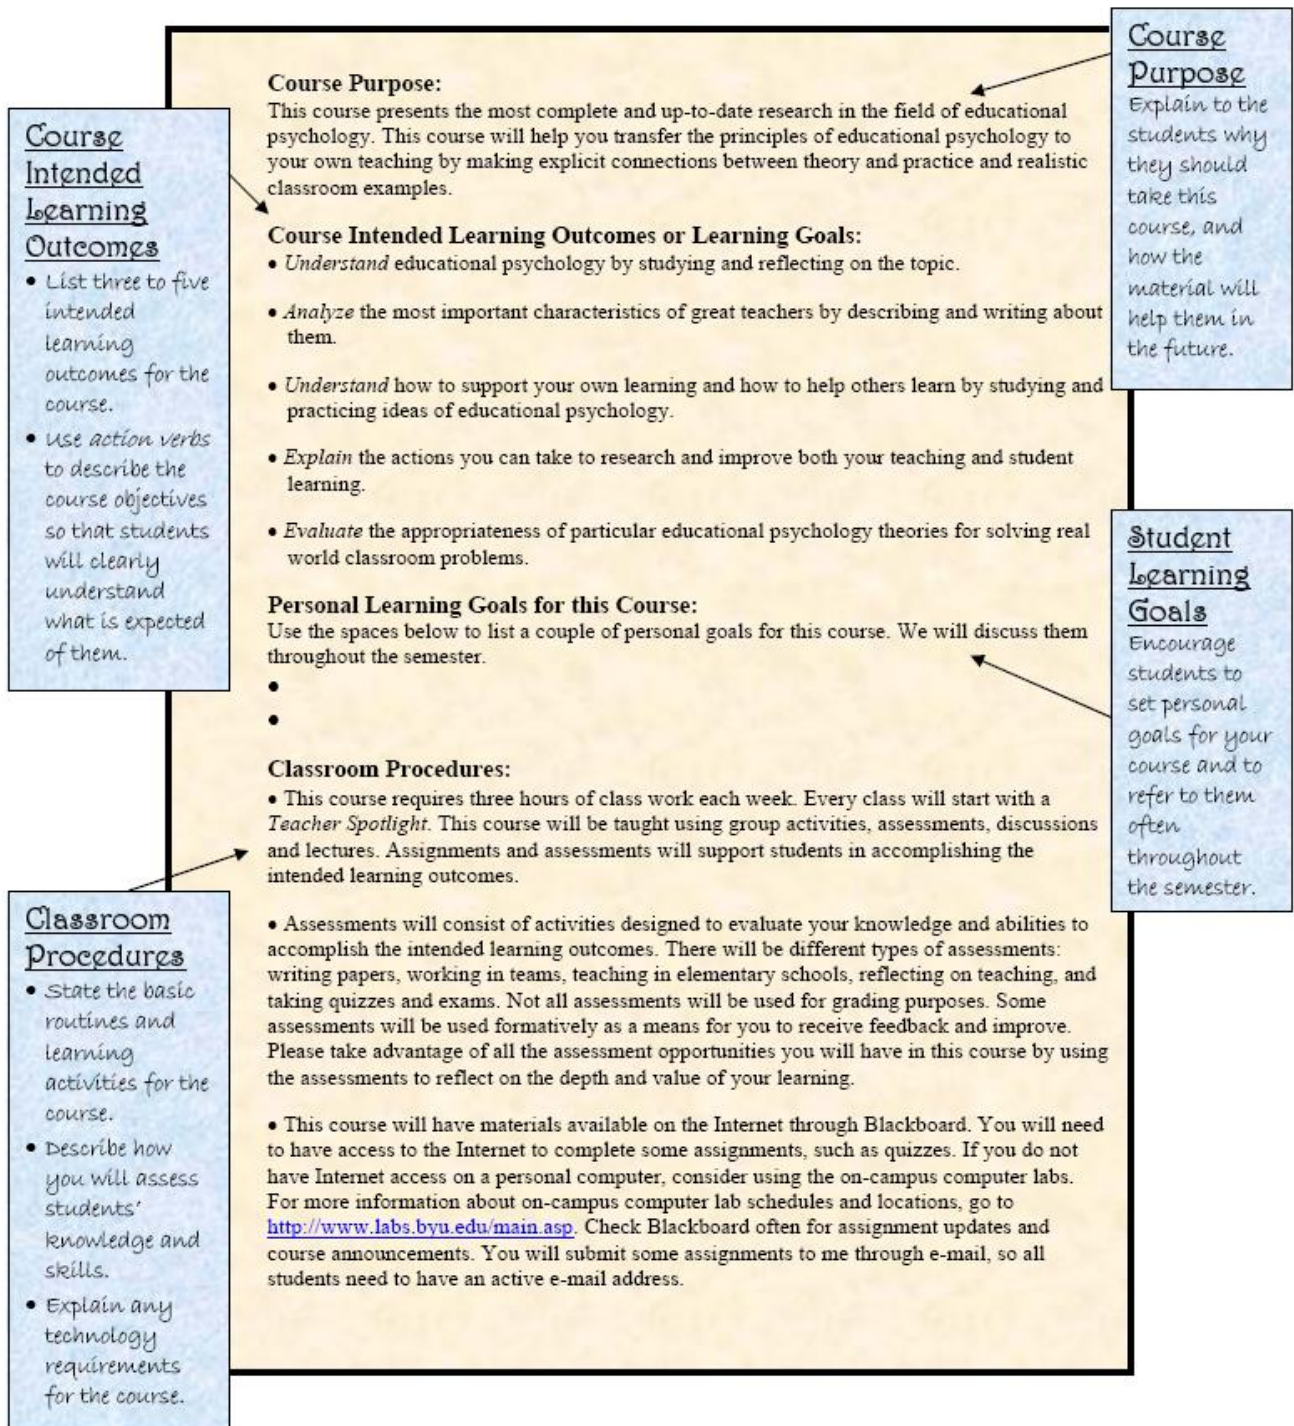 Course
Purpose
Explain to the
students why
they should
take this
course, and
how the
material will
help them in
the future.
Course
Intended
Learning
Outcomes
• List three to five
intended
learning
outcomes for the
course.
• Use action verbs
to describe the
course objectives
so that students
will clearly
understand
what is expected
of them.
Course Purpose:
This course presents the most complete and up-to-date research in the field of educational
psychology. This course will help you transfer the principles of educational psychology to
your own teaching by making explicit connections between theory and practice and realistic
classroom examples.
Course Intended Learning Outcomes or Learning Goals:
• Understand educational psychology by studying and reflecting on the topic.
• Analyze the most important characteristics of great teachers by describing and writing about
them.
• Understand how to support your own learning and how to help others learn by studying and
practicing ideas of educational psychology.
• Explain the actions you can take to research and improve both your teaching and student
learning.
• Evaluate the appropriateness of particular educational psychology theories for solving real
world classroom problems.
Personal Learning Goals for this Course:
Use the spaces below to list a couple of personal goals for this course. We will discuss them
throughout the semester.
•
•
Student
Learning
Goals
Encourage
students to
set personal
goals for your
course and to
refer to them
often
throughout
the semester.
Classroom Procedures:
• This course requires three hours of class work each week. Every class will start with a
Teacher Spotlight. This course will be taught using group activities, assessments, discussions
and lectures. Assignments and assessments will support students in accomplishing the
intended learning outcomes.
• Assessments will consist of activities designed to evaluate your knowledge and abilities to
accomplish the intended learning outcomes. There will be different types of assessments:
writing papers, working in teams, teaching in elementary schools, reflecting on teaching, and
taking quizzes and exams. Not all assessments will be used for grading purposes. Some
assessments will be used formatively as a means for you to receive feedback and improve.
Please take advantage of all the assessment opportunities you will have in this course by using
the assessments to reflect on the depth and value of your learning.
• This course will have materials available on the Internet through Blackboard. You will need
to have access to the Internet to complete some assignments, such as quizzes. If you do not
have Internet access on a personal computer, consider using the on-campus computer labs.
For more information about on-campus computer lab schedules and locations, go to
http://www.labs.byu.edu/main.asp. Check Blackboard often for assignment updates and
course announcements. You will submit some assignments to me through e-mail, so all
students need to have an active e-mail address.
Classroom
Procedures
• State the basic
routines and
learning
activities for the
course.
• Describe how
you will assess
students'
knowledge and
skills.
• Explain any
technology
requirements
for the course.